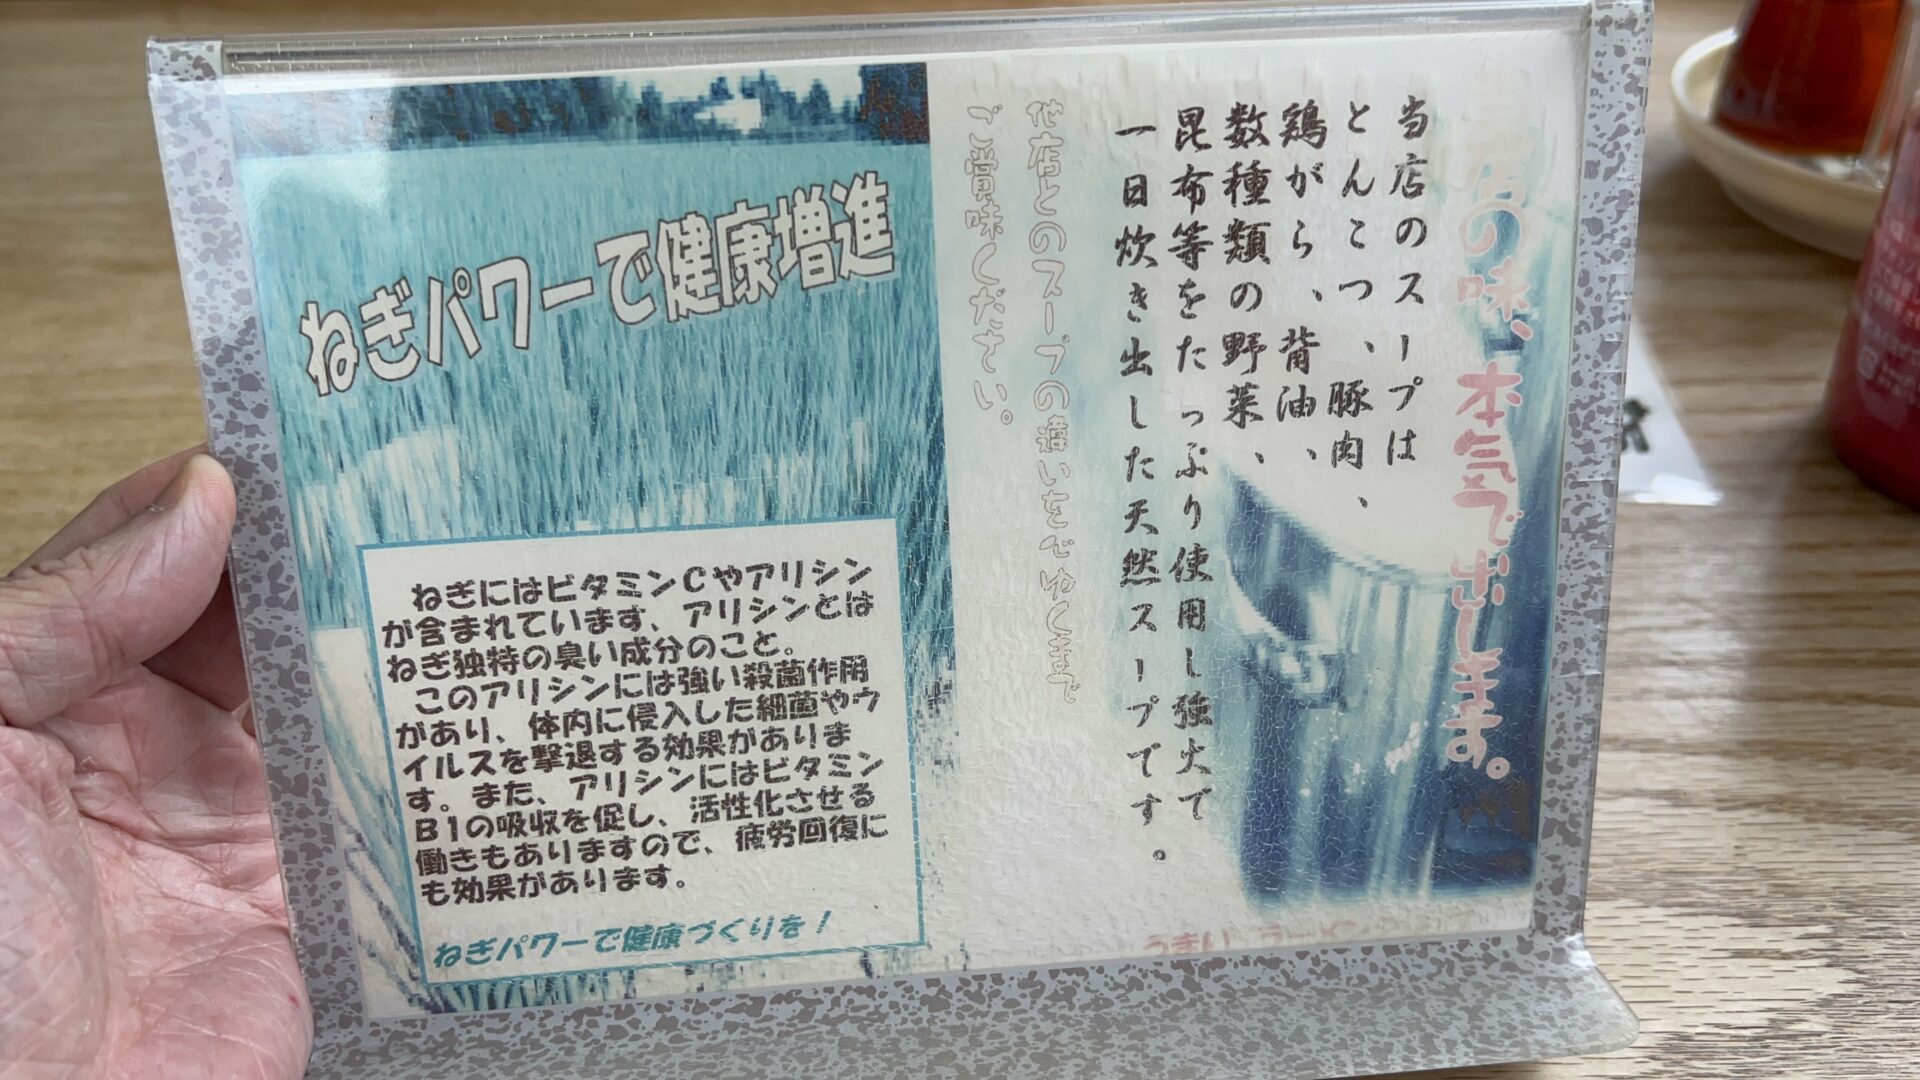 店の味、本気で出します。
当店のスープは
とんこつ、豚肉、
鶏がら、背油、
数種類の野菜、
昆布等をたっぷり使用し強火で
一日炊き出した天然スープです。
他店とのスープの違いを心ゆくまで
ご賞味ください。
ねぎパワーで健康増進
ねぎにはビタミンCやアリシン
が含まれています、アリシンとは
ねぎ独特の臭い成分のこと。
このアリシンには強い殺菌作用
があり、体内に侵入した細菌やウ
イルスを撃退する効果がありま
す。また、アリシンにはビタミン
B1の吸収を促し、活性化させる
働きもありますので、疲労回復に
も効果があります。
ねぎパワーで健康づくりを!